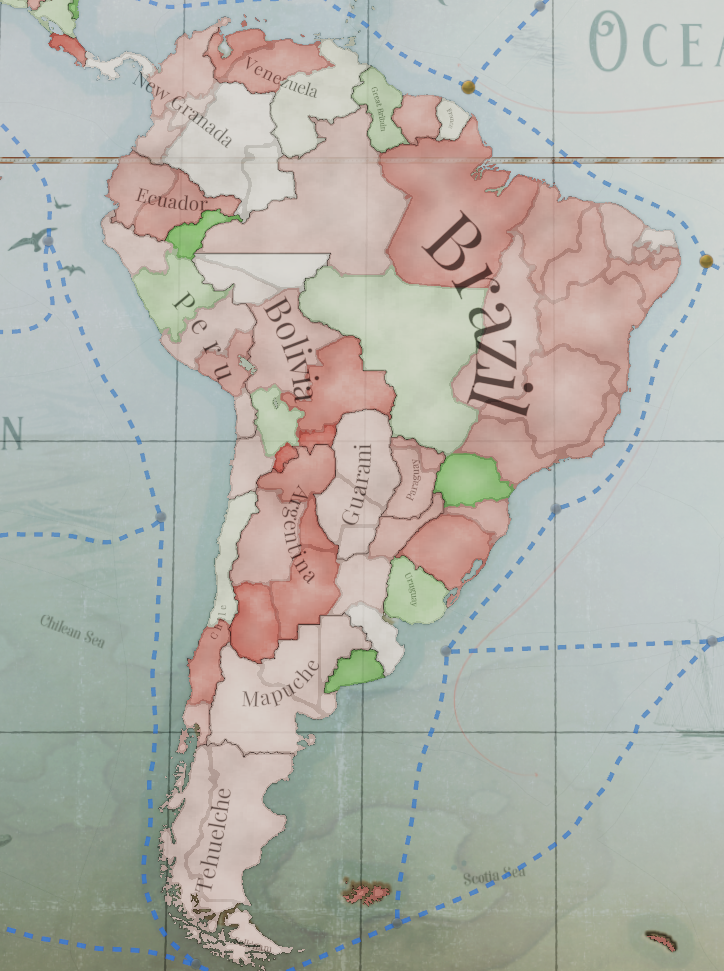 OCEA
New Granada
Venezuela
Great Britain
France
Ecuador
Brazil
Peru
Bolivia
N
Guarani
Paraguay
Argentina
Uruguay
Chile
Chilean Sea
Mapuche
Tehuelche
Scotia Sea